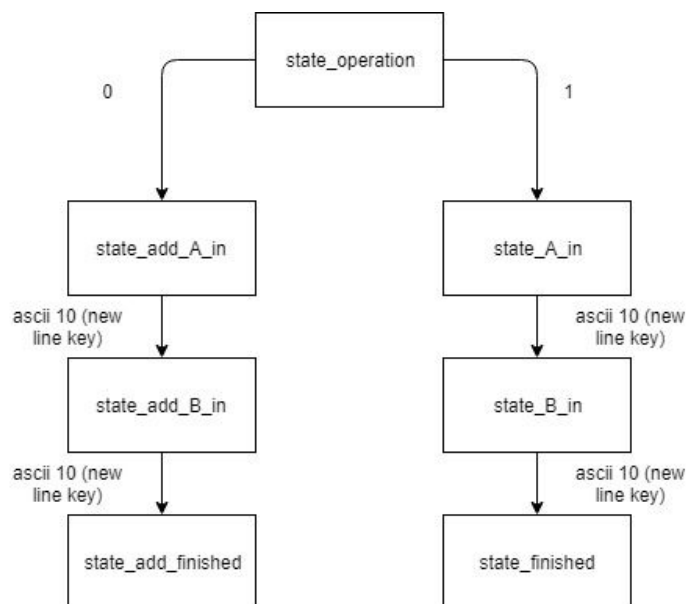 state_operation
0
1
state_add_A_in
state_A_in
ascii 10 (new
line key)
ascii 10 (new
line key)
state_add_B_in
state_B_in
ascii 10 (new
line key)
ascii 10 (new
line key)
state_add_finished
state_finished